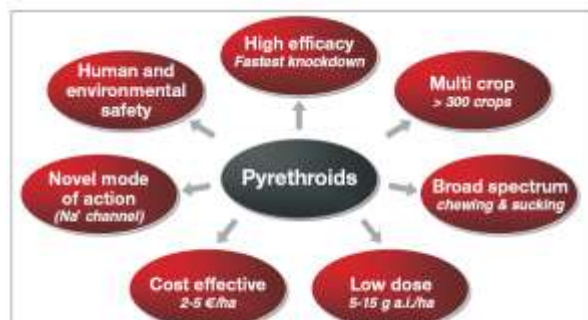 High efficacy
Fastest knockdown
Human and
environmental
safety
Multi crop
> 300 crops
Pyrethroids
Novel mode
of action
(Na⁺ channel)
Broad spectrum
chewing & sucking
Cost effective
2-5 €/ha
Low dose
5-15 g a.i./ha